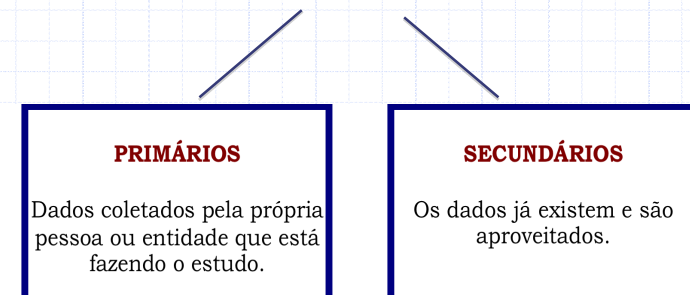 PRIMÁRIOS
Dados coletados pela própria
pessoa ou entidade que está
fazendo o estudo.
SECUNDÁRIOS
Os dados já existem e são
aproveitados.